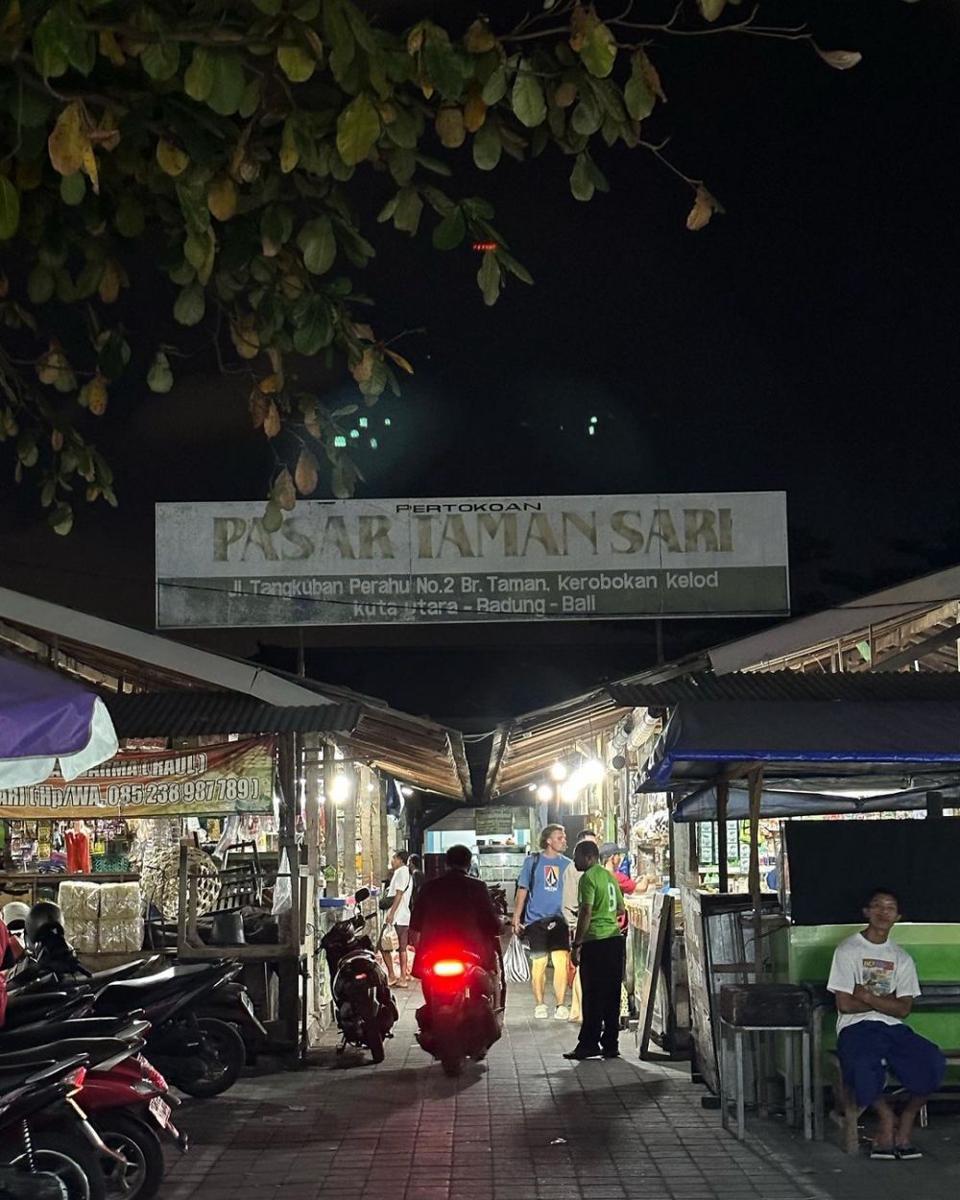 PERTOKOAN
PASAR TAMAN SARI
Jl. Tangkuban Perahu No.2 Br. Taman. kerobokan kelod
kuta utara - Badung - Bali
( HP/WA. 085 238 987789 )
9